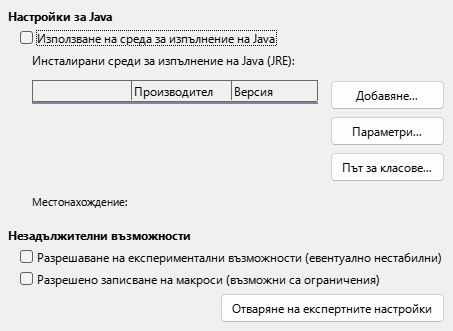 Настройки за Java
Използване на среда за изпълнение на Java
Инсталирани среди за изпълнение на Java (JRE):
Производител Версия
Добавяне...
Параметри...
Път за класове...
Местонахождение:
Незадължителни възможности
Разрешаване на експериментални възможности (евентуално нестабилни)
Разрешено записване на макроси (възможни са ограничения)
Отваряне на експертните настройки